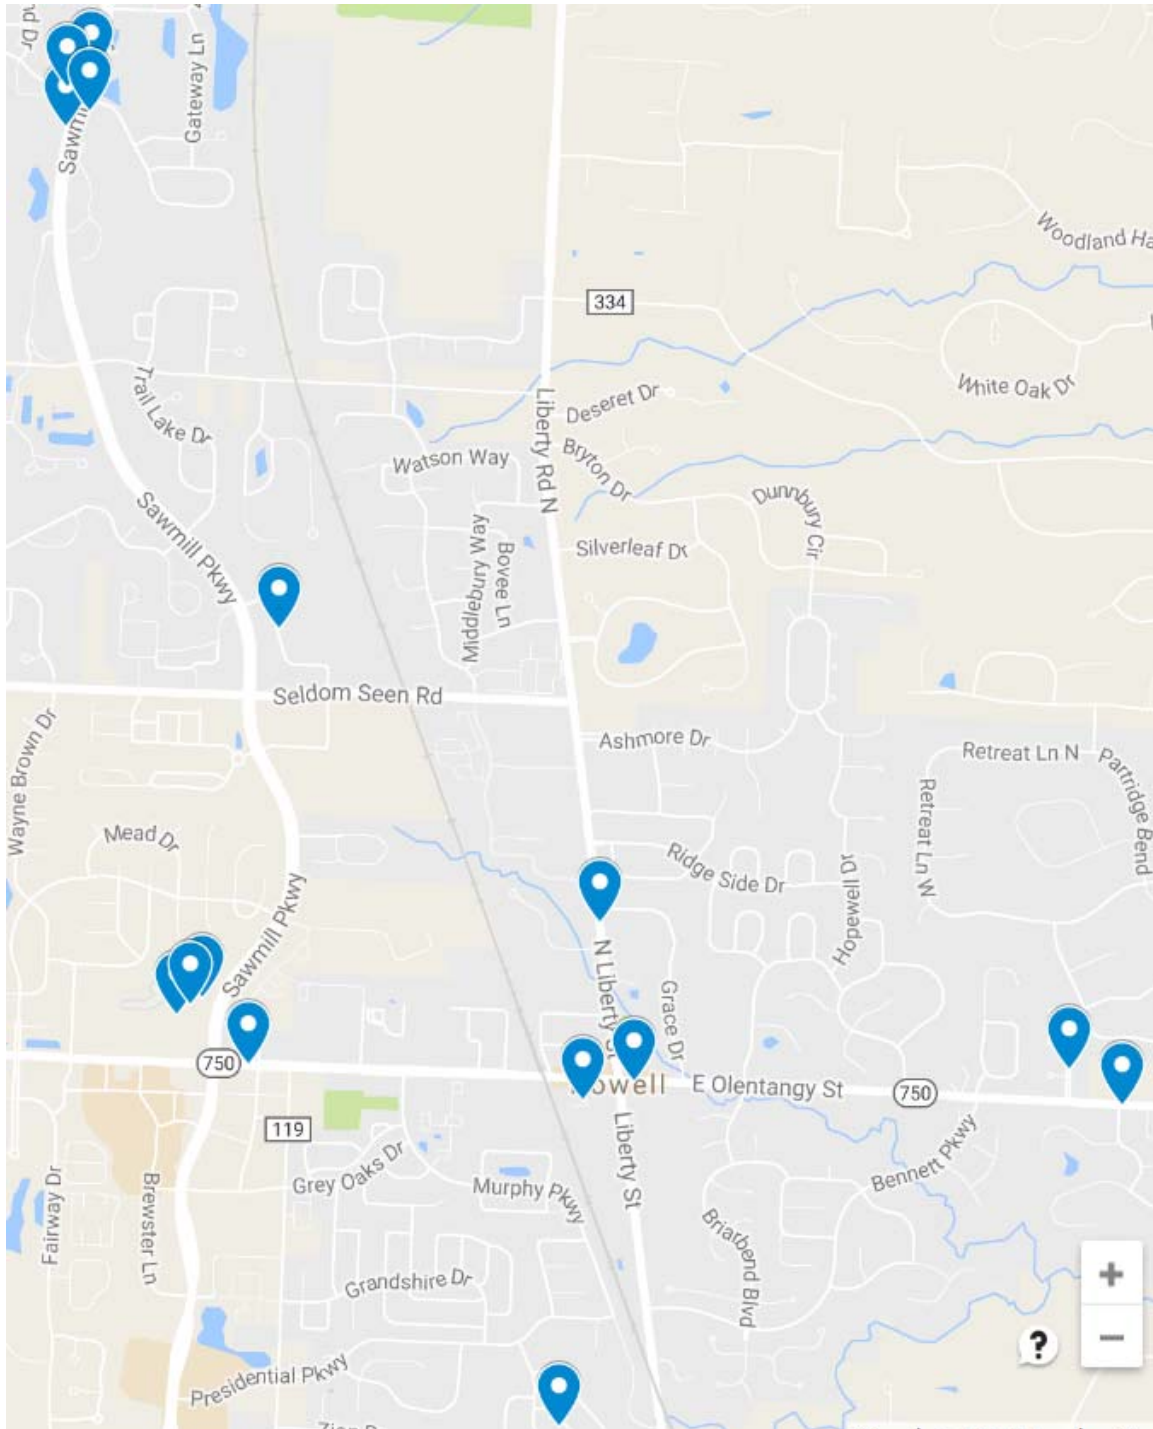 Gateway Ln
Woodland Ha
334
White Oak Dr
Trail Lake Dr
Deseret Dr
Liberty Rd N
Watson Way
Bryton Dr
Dunnbury Cir
Sawmill Pkwy
Middlebury Way
Bovee Ln
Silverleaf Dr
Seldom Seen Rd
Ashmore Dr
Retreat Ln N
Partridge Bend
Wayne Brown Dr
Retreat Ln W
Mead Dr
Ridge Side Dr
Hopewell Dr
Sawmill Pkwy
N Liberty St
Grace Dr
750
owell
E Olentangy St
750
119
Liberty St
Bennett Pkwy
Grey Oaks Dr
Murphy Pkwy
Fairway Dr
Brewster Ln
Briarbend Blvd
Grandshire Dr
+
?
−
Presidential Pkwy